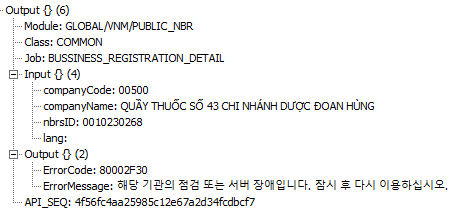 Output {} (6)
Module: GLOBAL/VNM/PUBLIC_NBR
Class: COMMON
Job: BUSSINESS_REGISTRATION_DETAIL
Input {} (4)
companyCode: 00500
companyName: QUẦY THUỐC SỐ 43 CHI NHÁNH DƯỢC ĐOAN HÙNG
nbrsID: 0010230268
lang:
Output {} (2)
ErrorCode: 80002F30
ErrorMessage: 해당 기관의 점검 또는 서버 장애입니다. 잠시 후 다시 이용하십시오.
API_SEQ: 4f56fc4aa25985c12e67a2d34fcdbcf7